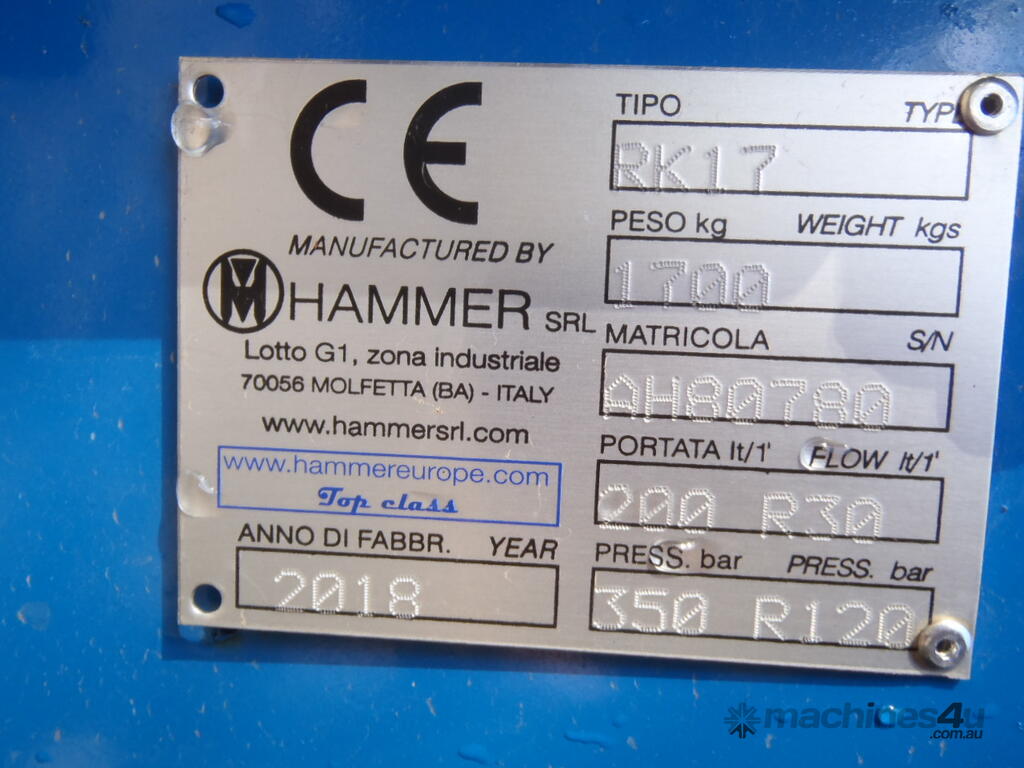 CE
MANUFACTURED BY
HAMMER SRL
Lotto G1, zona industriale
70056 MOLFETTA (BA) - ITALY
www.hammersrl.com
www.hammereurope.com
Top class
ANNO DI FABBR. YEAR
2018
TIPO TYPE
RK17
PESO kg WEIGHT kgs
1700
MATRICOLA S/N
AH80780
PORTATA lt/1' FLOW lt/1'
200 R30
PRESS. bar PRESS. bar
350 R120
machines4u
.com.au